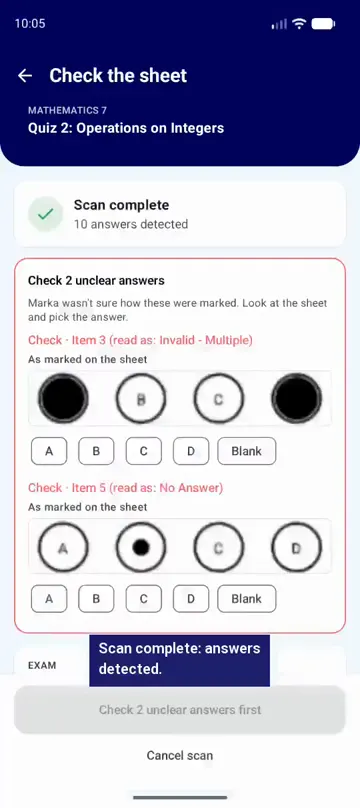 10:05
Check the sheet
MATHEMATICS 7
Quiz 2: Operations on Integers
Scan complete
10 answers detected
Check 2 unclear answers
Marka wasn't sure how these were marked. Look at the sheet
and pick the answer.
Check · Item 3 (read as: Invalid - Multiple)
As marked on the sheet
B C
A B C D Blank
Check · Item 5 (read as: No Answer)
As marked on the sheet
A C D
A B C D Blank
Scan complete: answers
detected.
EXAM
Check 2 unclear answers first
Cancel scan